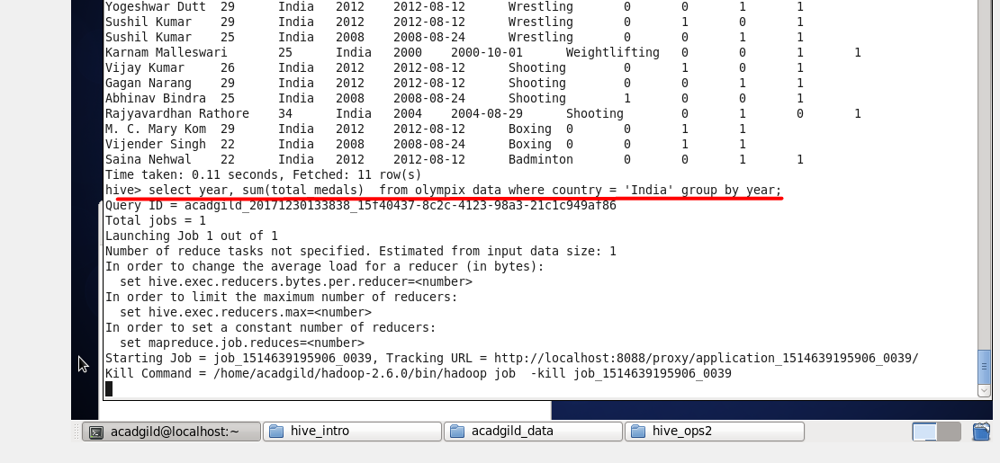 Yogeshwar Dutt  29      India   2012    2012-08-12      Wrestling       0       0       1       1
Sushil Kumar    29      India   2012    2012-08-12      Wrestling       0       1       0       1
Sushil Kumar    25      India   2008    2008-08-24      Wrestling       0       0       1       1
Karnam Malleswari       25      India   2000    2000-10-01      Weightlifting   0       0       1       1
Vijay Kumar     26      India   2012    2012-08-12      Shooting        0       1       0       1
Gagan Narang    29      India   2012    2012-08-12      Shooting        0       0       1       1
Abhinav Bindra  25      India   2008    2008-08-24      Shooting        1       0       0       1
Rajyavardhan Rathore    34      India   2004    2004-08-29      Shooting        0       1       0       1
M. C. Mary Kom  29      India   2012    2012-08-12      Boxing  0       0       1       1
Vijender Singh  22      India   2008    2008-08-24      Boxing  0       0       1       1
Saina Nehwal    22      India   2012    2012-08-12      Badminton       0       0       1       1
Time taken: 0.11 seconds, Fetched: 11 row(s)
hive> select year, sum(total medals)  from olympix data where country = 'India' group by year;
Query ID = acadgild_20171230133838_15f40437-8c2c-4123-98a3-21c1c949af86
Total jobs = 1
Launching Job 1 out of 1
Number of reduce tasks not specified. Estimated from input data size: 1
In order to change the average load for a reducer (in bytes):
  set hive.exec.reducers.bytes.per.reducer=<number>
In order to limit the maximum number of reducers:
  set hive.exec.reducers.max=<number>
In order to set a constant number of reducers:
  set mapreduce.job.reduces=<number>
Starting Job = job_1514639195906_0039, Tracking URL = http://localhost:8088/proxy/application_1514639195906_0039/
Kill Command = /home/acadgild/hadoop-2.6.0/bin/hadoop job  -kill job_1514639195906_0039
acadgild@localhost:~
hive_intro
acadgild_data
hive_ops2